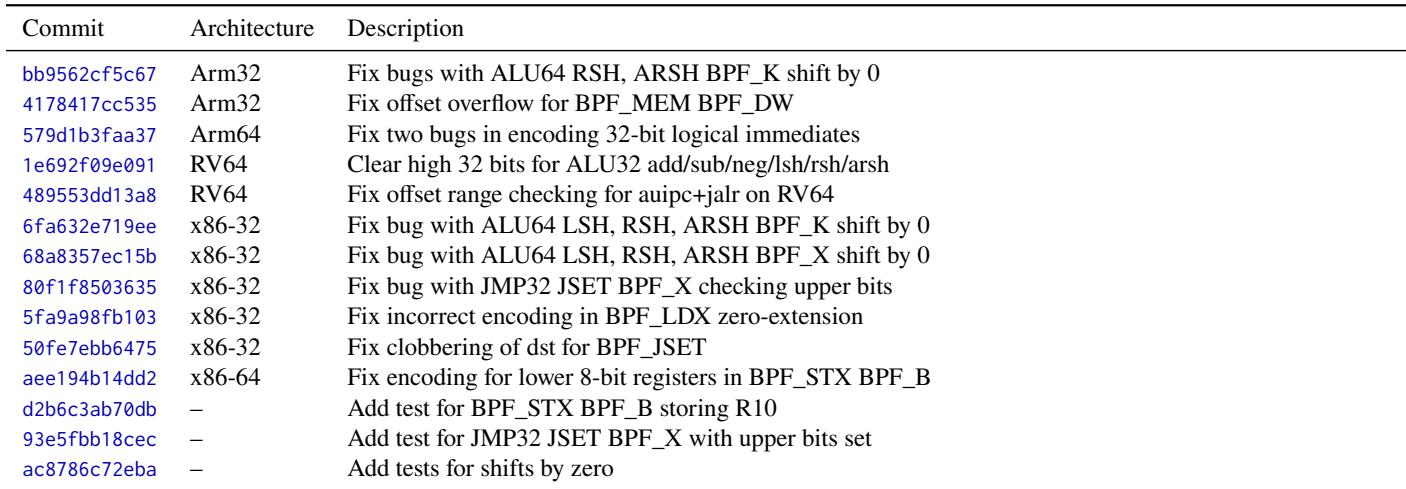 Commit Architecture Description
bb9562cf5c67 Arm32 Fix bugs with ALU64 RSH, ARSH BPF_K shift by 0
4178417cc535 Arm32 Fix offset overflow for BPF_MEM BPF_DW
579d1b3faa37 Arm64 Fix two bugs in encoding 32-bit logical immediates
1e692f09e091 RV64 Clear high 32 bits for ALU32 add/sub/neg/lsh/rsh/arsh
489553dd13a8 RV64 Fix offset range checking for auipc+jalr on RV64
6fa632e719ee x86-32 Fix bug with ALU64 LSH, RSH, ARSH BPF_K shift by 0
68a8357ec15b x86-32 Fix bug with ALU64 LSH, RSH, ARSH BPF_X shift by 0
80f1f8503635 x86-32 Fix bug with JMP32 JSET BPF_X checking upper bits
5fa9a98fb103 x86-32 Fix incorrect encoding in BPF_LDX zero-extension
50fe7ebb6475 x86-32 Fix clobbering of dst for BPF_JSET
aee194b14dd2 x86-64 Fix encoding for lower 8-bit registers in BPF_STX BPF_B
d2b6c3ab70db – Add test for BPF_STX BPF_B storing R10
93e5fbb18cec – Add test for JMP32 JSET BPF_X with upper bits set
ac8786c72eba – Add tests for shifts by zero